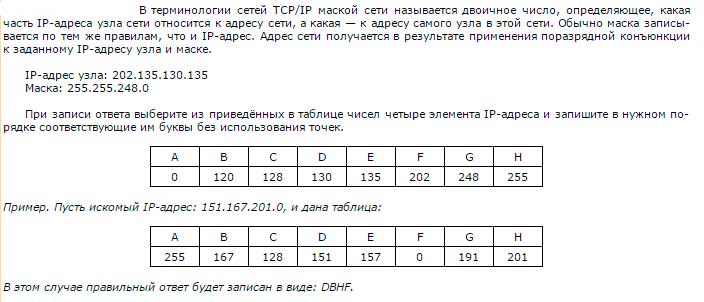 В терминологии сетей TCP/IP маской сети называется двоичное число, определяющее, какая
часть IP-адреса узла сети относится к адресу сети, а какая — к адресу самого узла в этой сети. Обычно маска записы-
вается по тем же правилам, что и IP-адрес. Адрес сети получается в результате применения поразрядной конъюнкции
к заданному IP-адресу узла и маске.
IP-адрес узла: 202.135.130.135
Маска: 255.255.248.0
При записи ответа выберите из приведённых в таблице чисел четыре элемента IP-адреса и запишите в нужном по-
рядке соответствующие им буквы без использования точек.
A B C D E F G H
0 120 128 130 135 202 248 255
Пример. Пусть искомый IP-адрес: 151.167.201.0, и дана таблица:
A B C D E F G H
255 167 128 151 157 0 191 201
В этом случае правильный ответ будет записан в виде: DBHF.